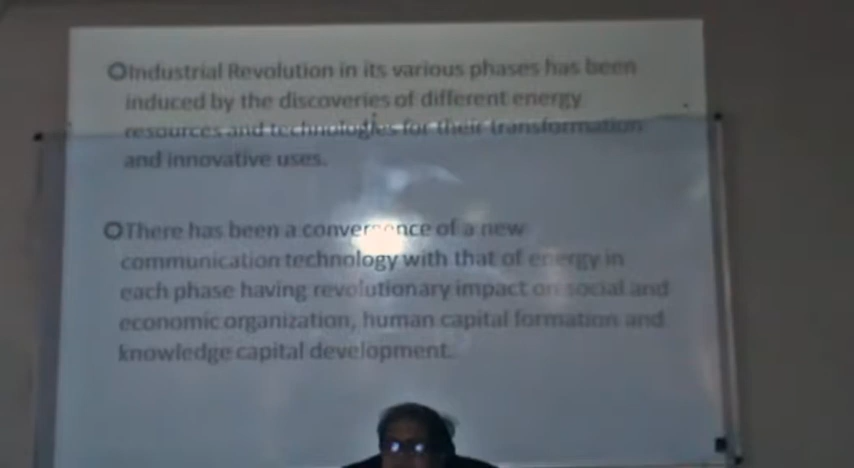 Industrial Revolution in its various phases has been
induced by the discoveries of different energy
resources and technologies for their transformation
and innovative uses.
There has been a convergence of a new
communication technology with that of energy in
each phase having revolutionary impact on social and
economic organization, human capital formation and
knowledge capital development.